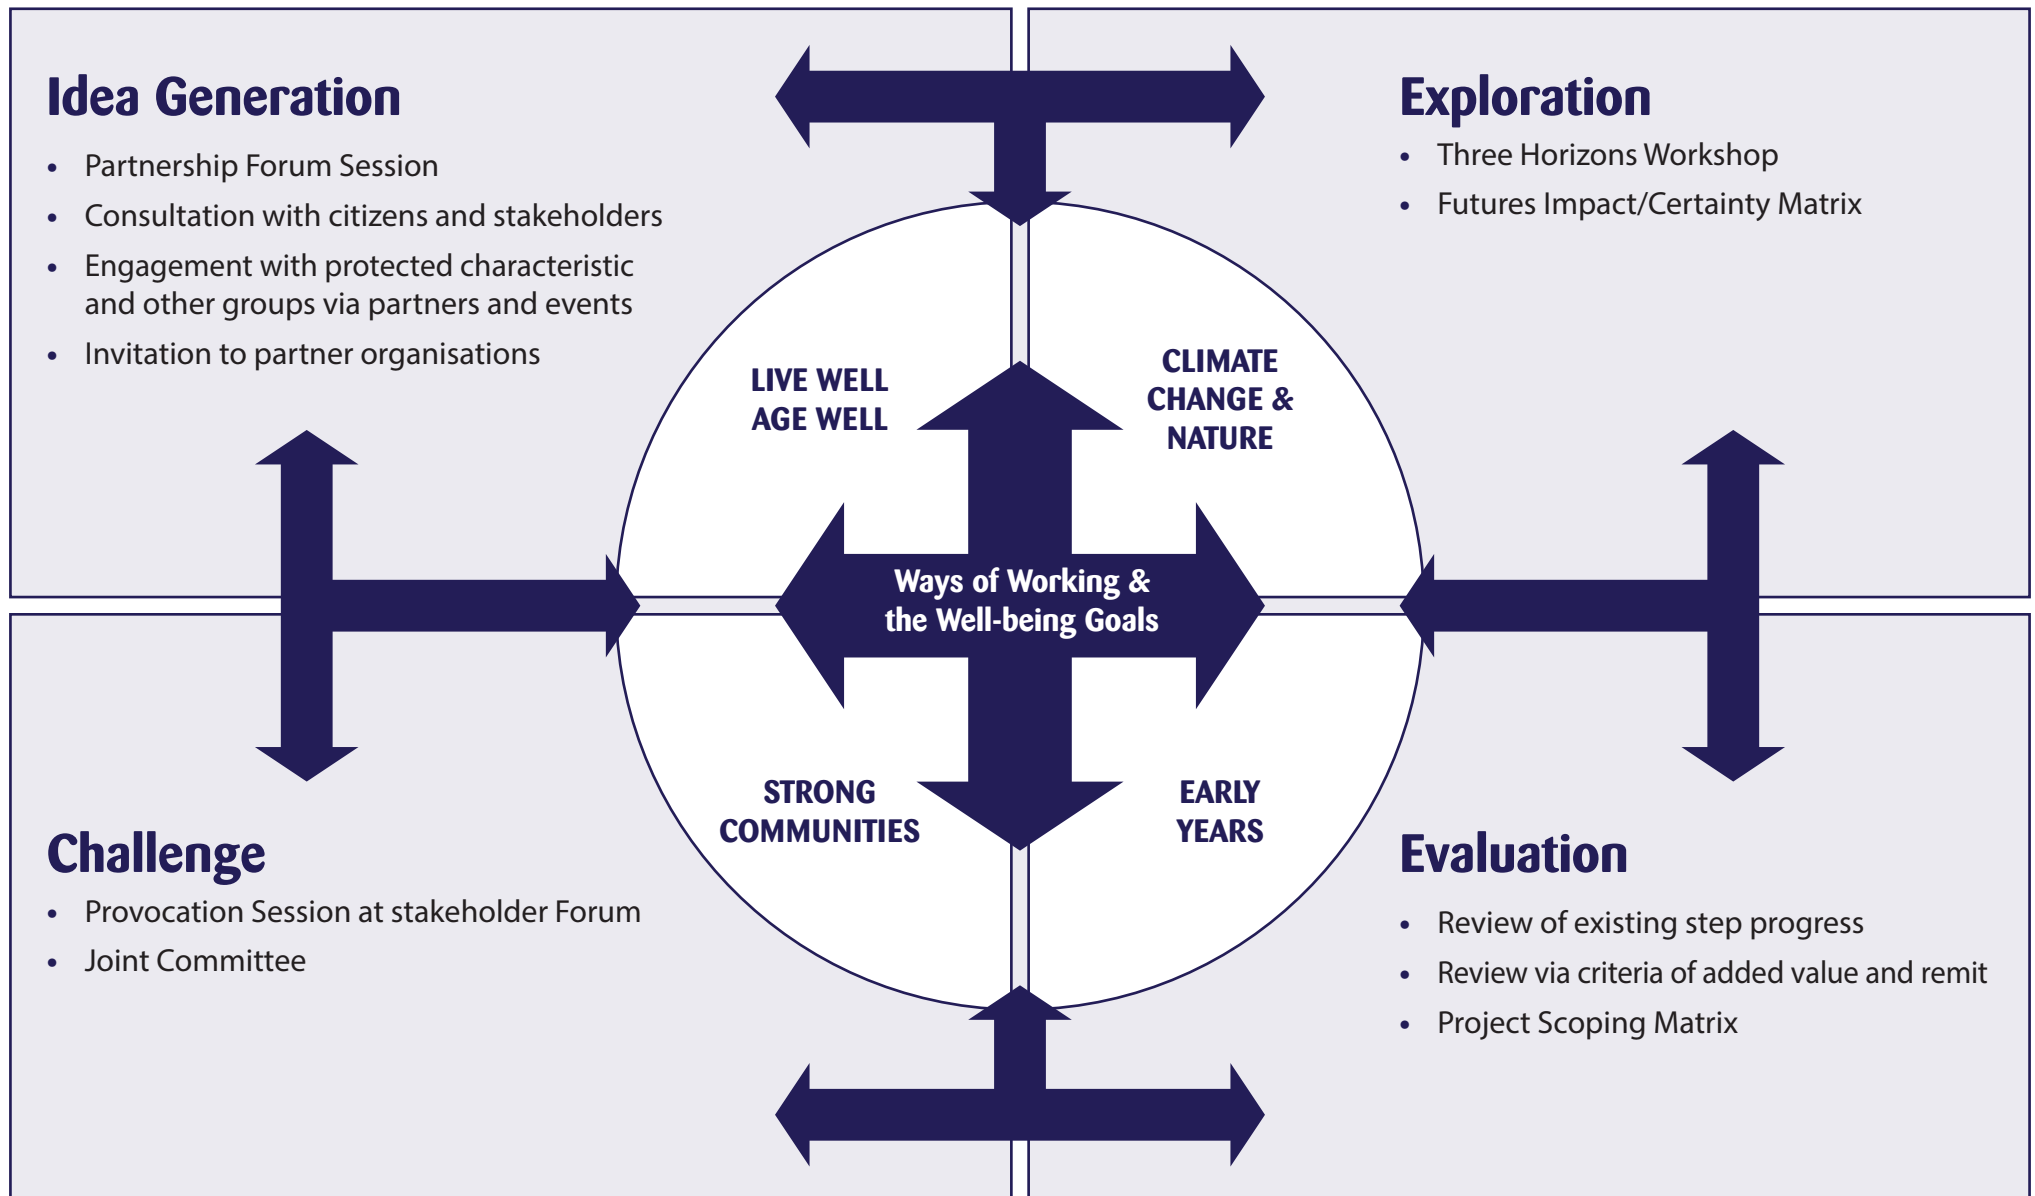 Idea Generation
• Partnership Forum Session
• Consultation with citizens and stakeholders
• Engagement with protected characteristic
and other groups via partners and events
• Invitation to partner organisations
Exploration
• Three Horizons Workshop
• Futures Impact/Certainty Matrix
LIVE WELL
AGE WELL
CLIMATE
CHANGE &
NATURE
Ways of Working &
the Well-being Goals
STRONG
COMMUNITIES
EARLY
YEARS
Challenge
• Provocation Session at stakeholder Forum
• Joint Committee
Evaluation
• Review of existing step progress
• Review via criteria of added value and remit
• Project Scoping Matrix